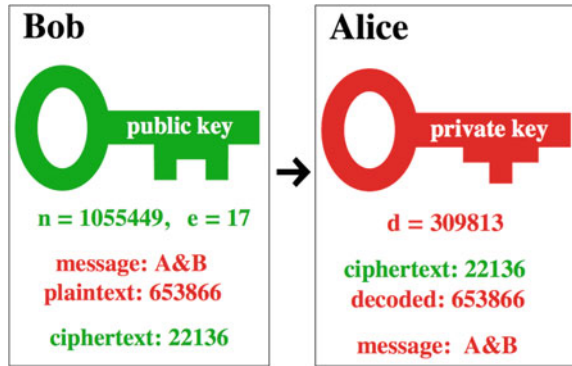 Bob
public key
n = 1055449, e = 17
message: A&B
plaintext: 653866
ciphertext: 22136
Alice
private key
d = 309813
ciphertext: 22136
decoded: 653866
message: A&B